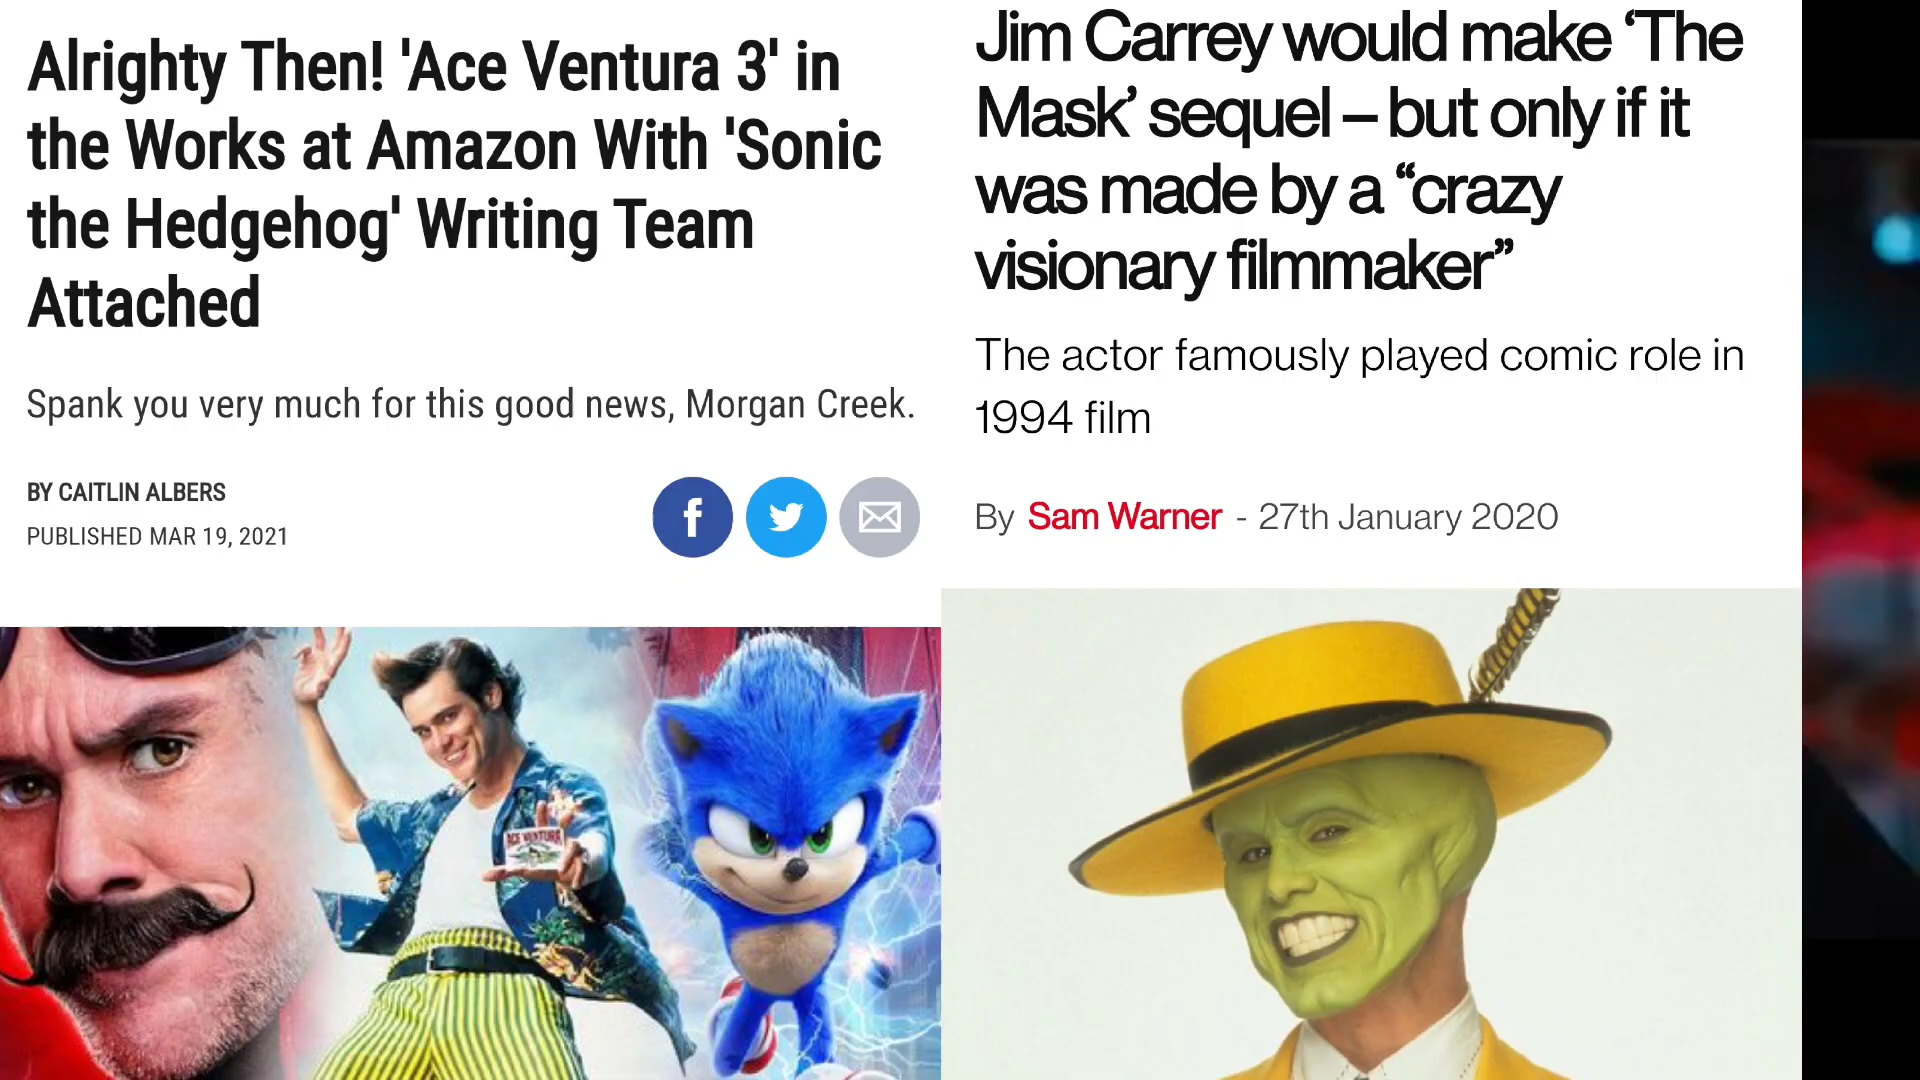 Alrighty Then! 'Ace Ventura 3' in
the Works at Amazon With 'Sonic
the Hedgehog' Writing Team
Attached
Spank you very much for this good news, Morgan Creek.
BY CAITLIN ALBERS
PUBLISHED MAR 19, 2021
f
ACE VENTURA
Jim Carrey would make ‘The
Mask’ sequel – but only if it
was made by a “crazy
visionary filmmaker”
The actor famously played comic role in
1994 film
By Sam Warner - 27th January 2020